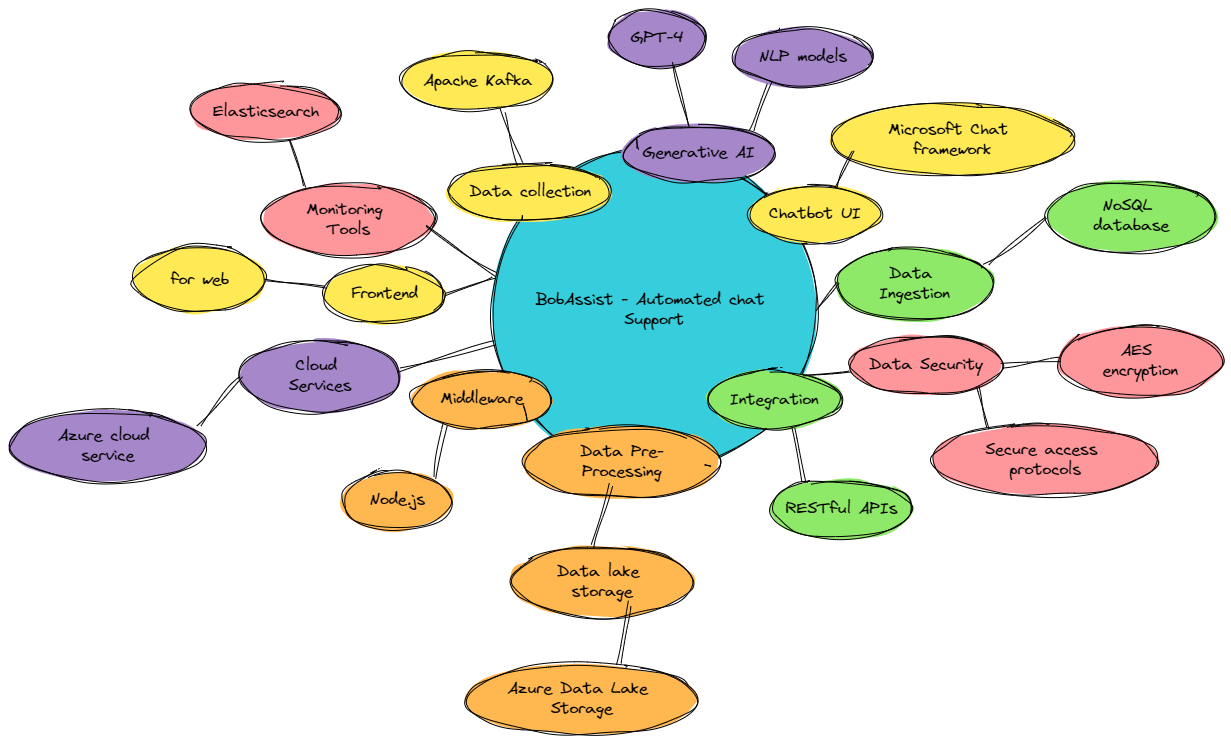 GPT-4
NLP models
Apache Kafka
Elasticsearch
Microsoft Chat
framework
Generative AI
Data collection
Monitoring
Tools
Chatbot UI
NoSQL
database
for web
Frontend
Data
Ingestion
BobAssist - Automated chat
Support
Cloud
Services
Data Security
AES
encryption
Middleware
Integration
Azure cloud
service
Data Pre-
Processing
Secure access
protocols
Node.js
RESTful APIs
Data lake
storage
Azure Data Lake
Storage